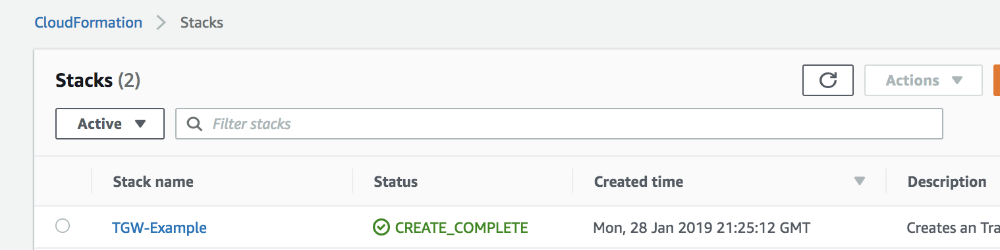 CloudFormation > Stacks
Stacks (2)
Actions
Active
Filter stacks
Stack name Status Created time Description
TGW-Example CREATE_COMPLETE Mon, 28 Jan 2019 21:25:12 GMT Creates an